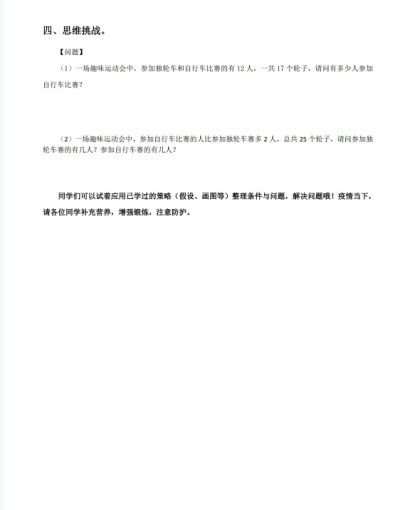 四、思维挑战。
【问题】
（1）一场趣味运动会中，参加独轮车和自行车比赛的有 12 人，一共 17 个轮子，请问有多少人参加
自行车比赛？
（2）一场趣味运动会中，参加自行车比赛的人比参加独轮车赛多 2 人，总共 25 个轮子，请问参加独
轮车赛的有几人？参加自行车赛的有几人？
同学们可以试着应用已学过的策略（假设、画图等）整理条件与问题，解决问题哦！疫情当下，
请各位同学补充营养，增强锻炼，注意防护。